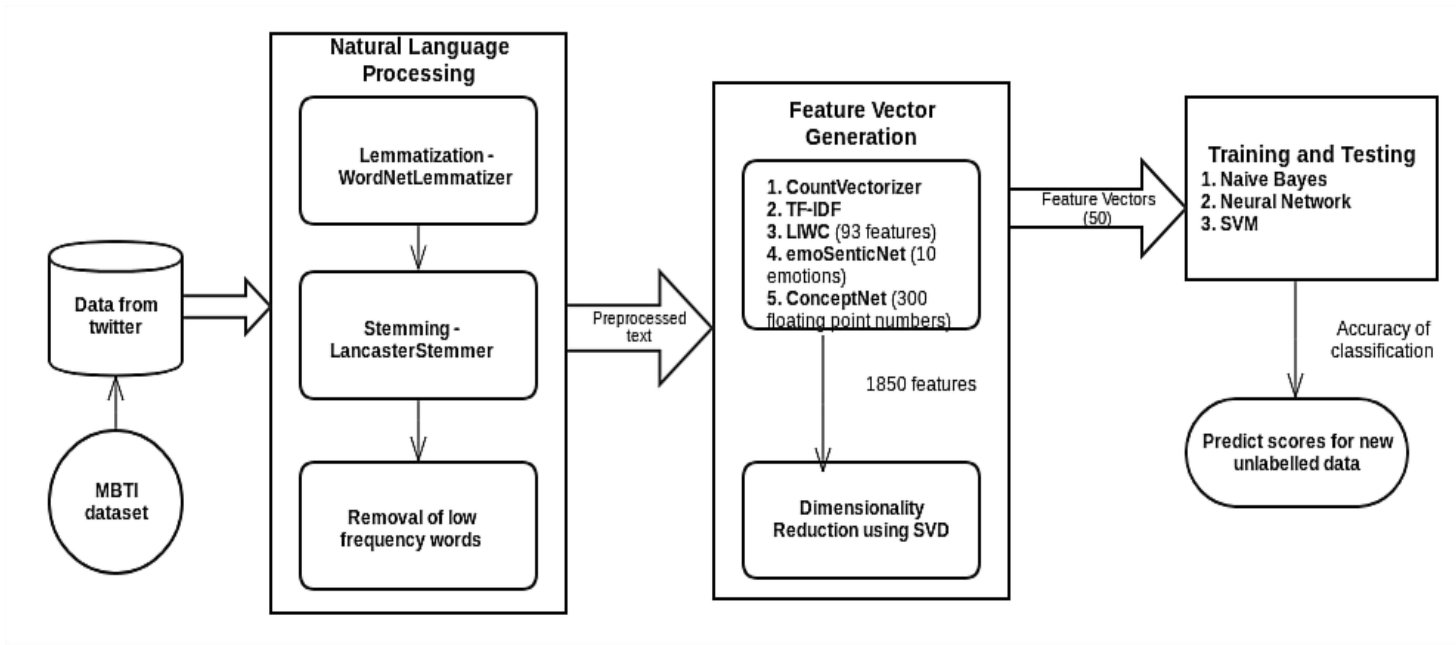 Data from
twitter
MBTI
dataset
Natural Language
Processing
Lemmatization -
WordNetLemmatizer
Stemming -
LancasterStemmer
Removal of low
frequency words
Preprocessed
text
Feature Vector
Generation
1. CountVectorizer
2. TF-IDF
3. LIWC (93 features)
4. emoSenticNet (10
emotions)
5. ConceptNet (300
floating point numbers)
1850 features
Dimensionality
Reduction using SVD
Feature Vectors
(50)
Training and Testing
1. Naive Bayes
2. Neural Network
3. SVM
Accuracy of
classification
Predict scores for new
unlabelled data